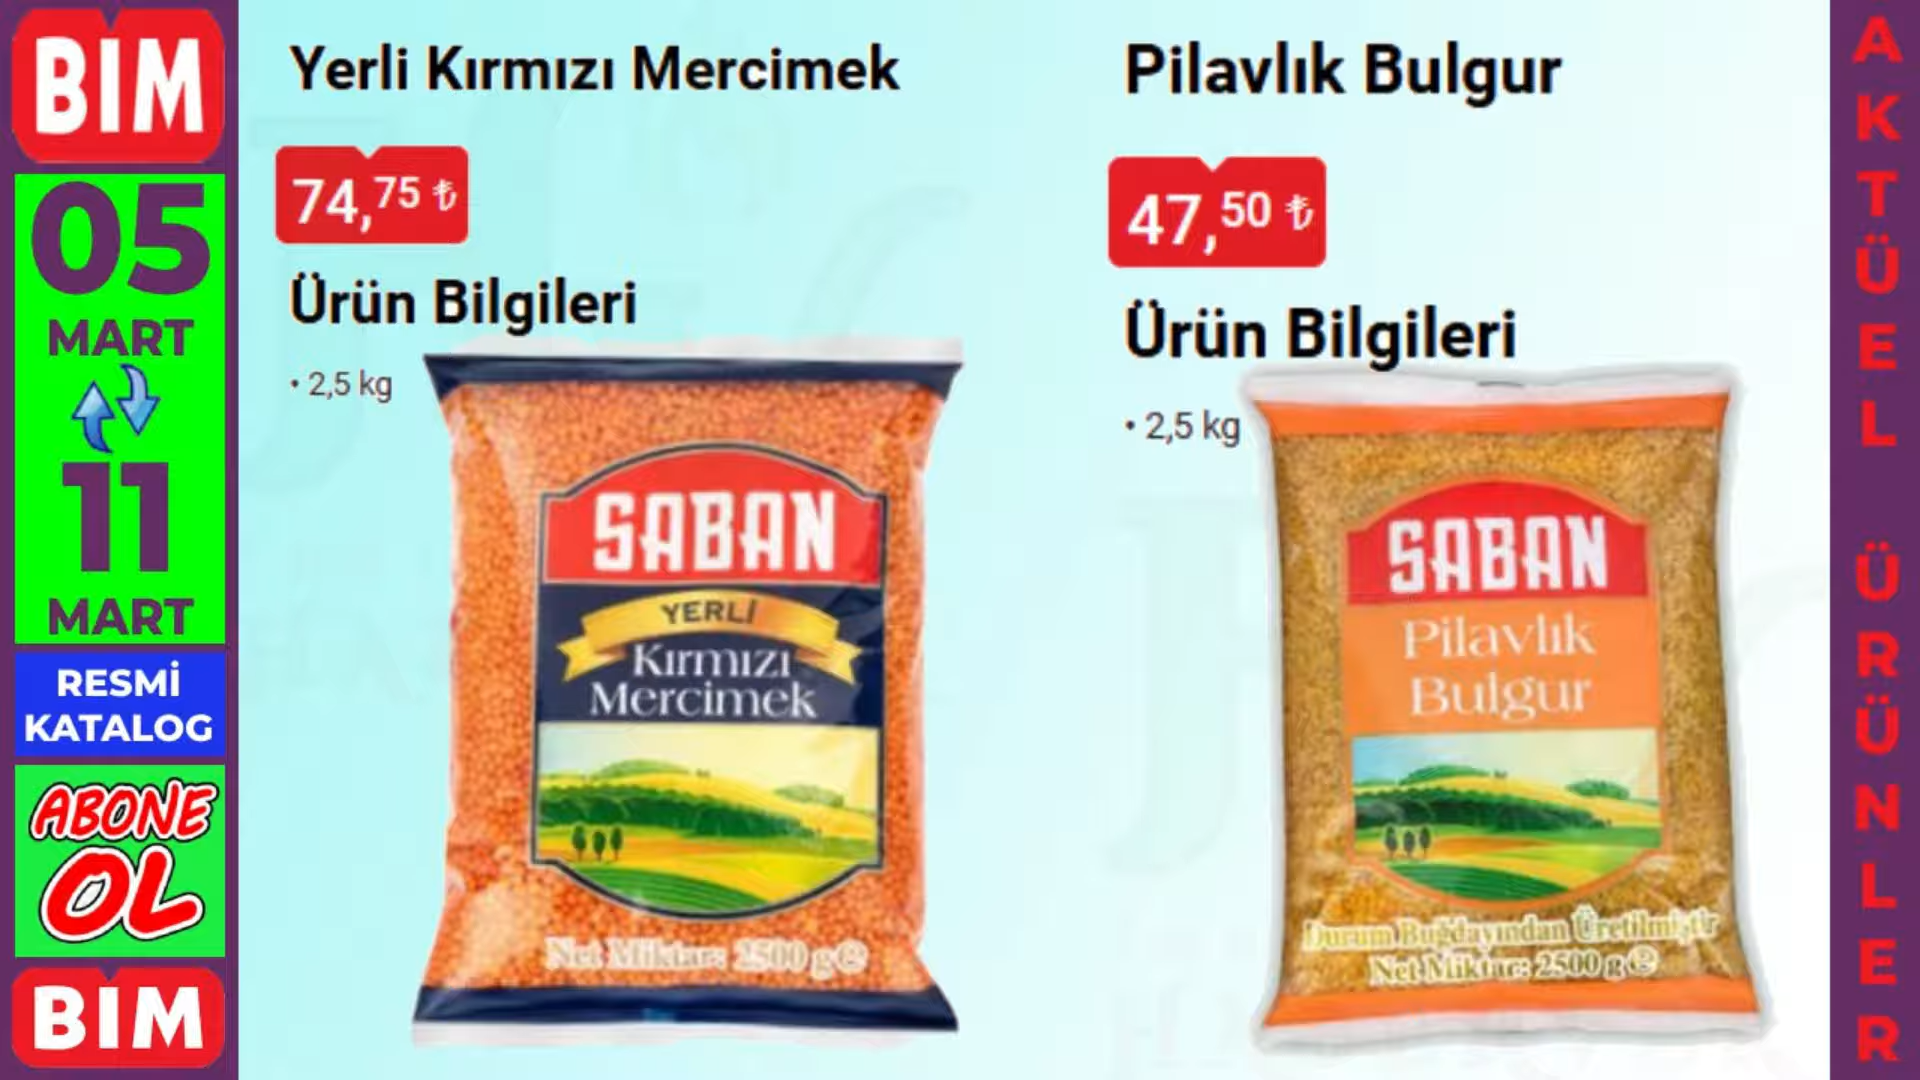 BIM
05
MART
11
MART
RESMİ
KATALOG
ABONE
OL
BIM
Yerli Kırmızı Mercimek
74,75 ₺
Ürün Bilgileri
• 2,5 kg
SABAN
YERLİ
Kırmızı
Mercimek
Net Miktar: 2500 g ℮
Pilavlık Bulgur
47,50 ₺
Ürün Bilgileri
• 2,5 kg
SABAN
Pilavlık
Bulgur
Durum Buğdayından Üretilmiştir
Net Miktar: 2500 g ℮
AKTÜEL ÜRÜNLER